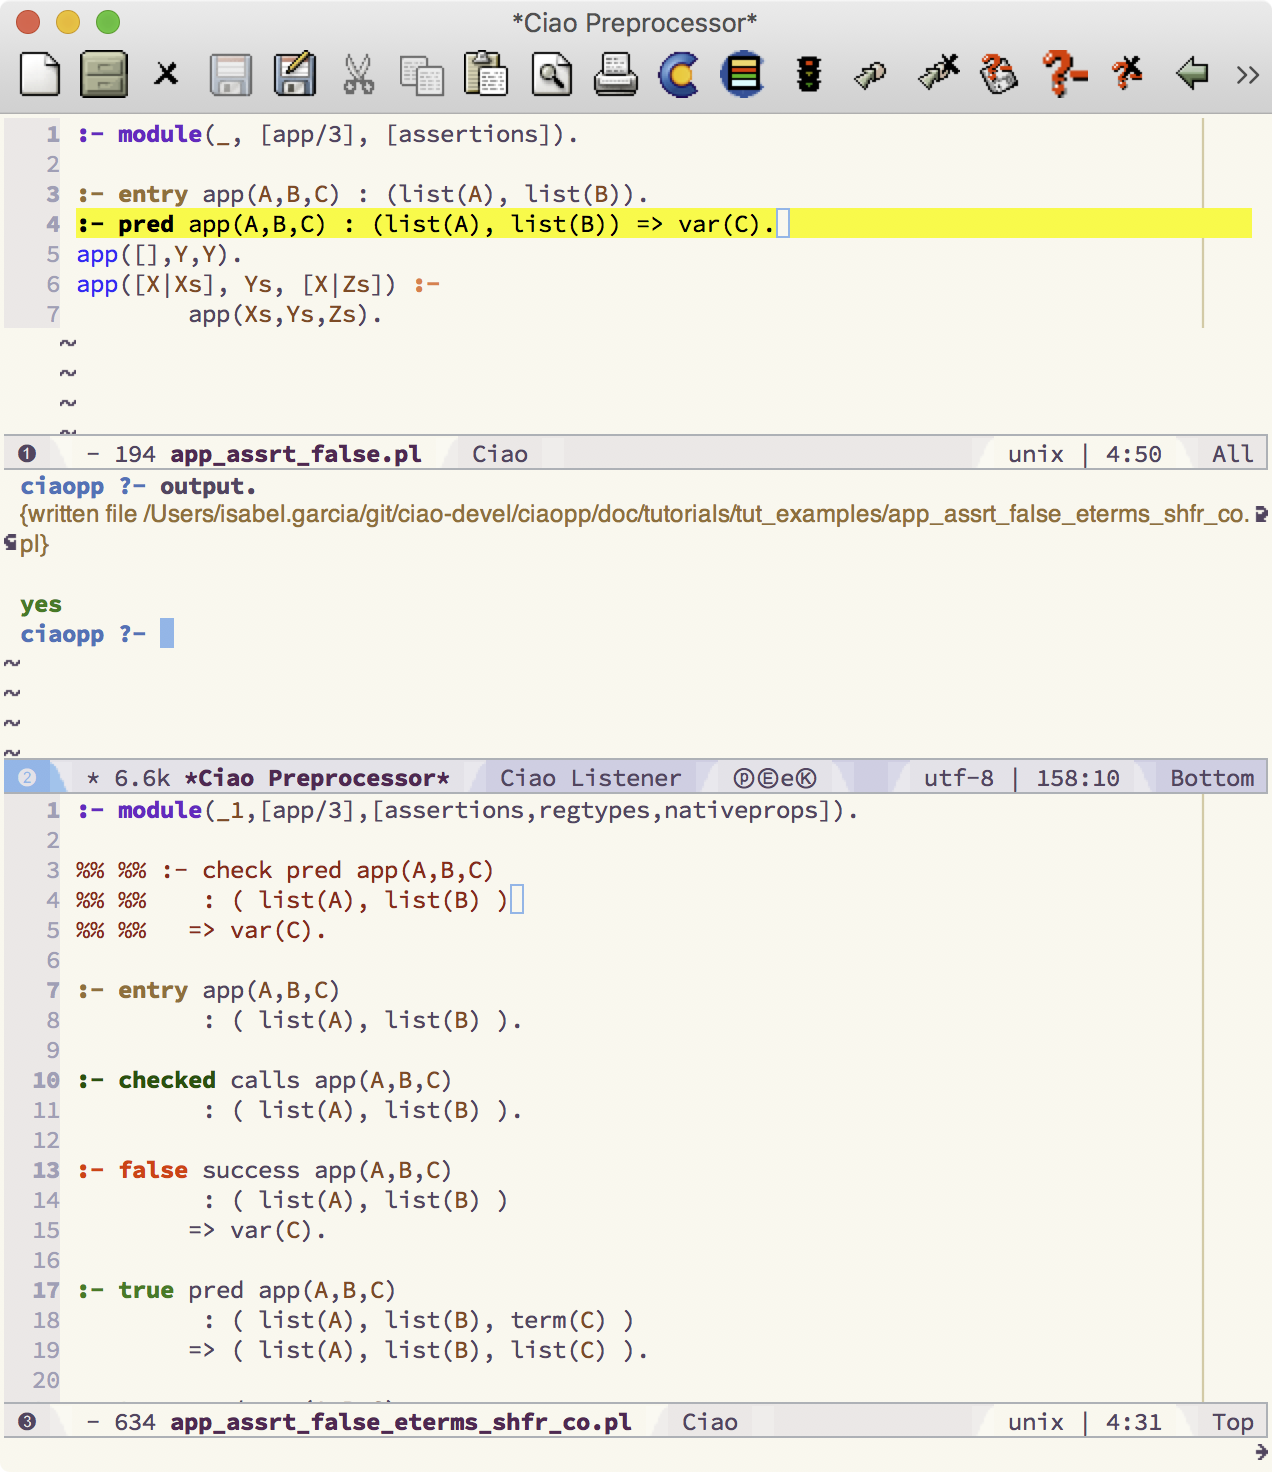 *Ciao Preprocessor*
1 :- module(_, [app/3], [assertions]).
2
3 :- entry app(A,B,C) : (list(A), list(B)).
4 :- pred app(A,B,C) : (list(A), list(B)) => var(C).
5 app([],Y,Y).
6 app([X|Xs], Ys, [X|Zs]) :-
7         app(Xs,Ys,Zs).
~
~
~
~
1 - 194 app_assrt_false.pl Ciao unix | 4:50 All
ciaopp ?- output.
{written file /Users/isabel.garcia/git/ciao-devel/ciaopp/doc/tutorials/tut_examples/app_assrt_false_eterms_shfr_co.
pl}
yes
ciaopp ?-
~
~
~
~
2 * 6.6k *Ciao Preprocessor* Ciao Listener ⓟⒺeⓀ utf-8 | 158:10 Bottom
1 :- module(_1,[app/3],[assertions,regtypes,nativeprops]).
2
3 %% %% :- check pred app(A,B,C)
4 %% %%    : ( list(A), list(B) )
5 %% %%   => var(C).
6
7 :- entry app(A,B,C)
8          : ( list(A), list(B) ).
9
10 :- checked calls app(A,B,C)
11          : ( list(A), list(B) ).
12
13 :- false success app(A,B,C)
14          : ( list(A), list(B) )
15         => var(C).
16
17 :- true pred app(A,B,C)
18          : ( list(A), list(B), term(C) )
19         => ( list(A), list(B), list(C) ).
20
3 - 634 app_assrt_false_eterms_shfr_co.pl Ciao unix | 4:31 Top